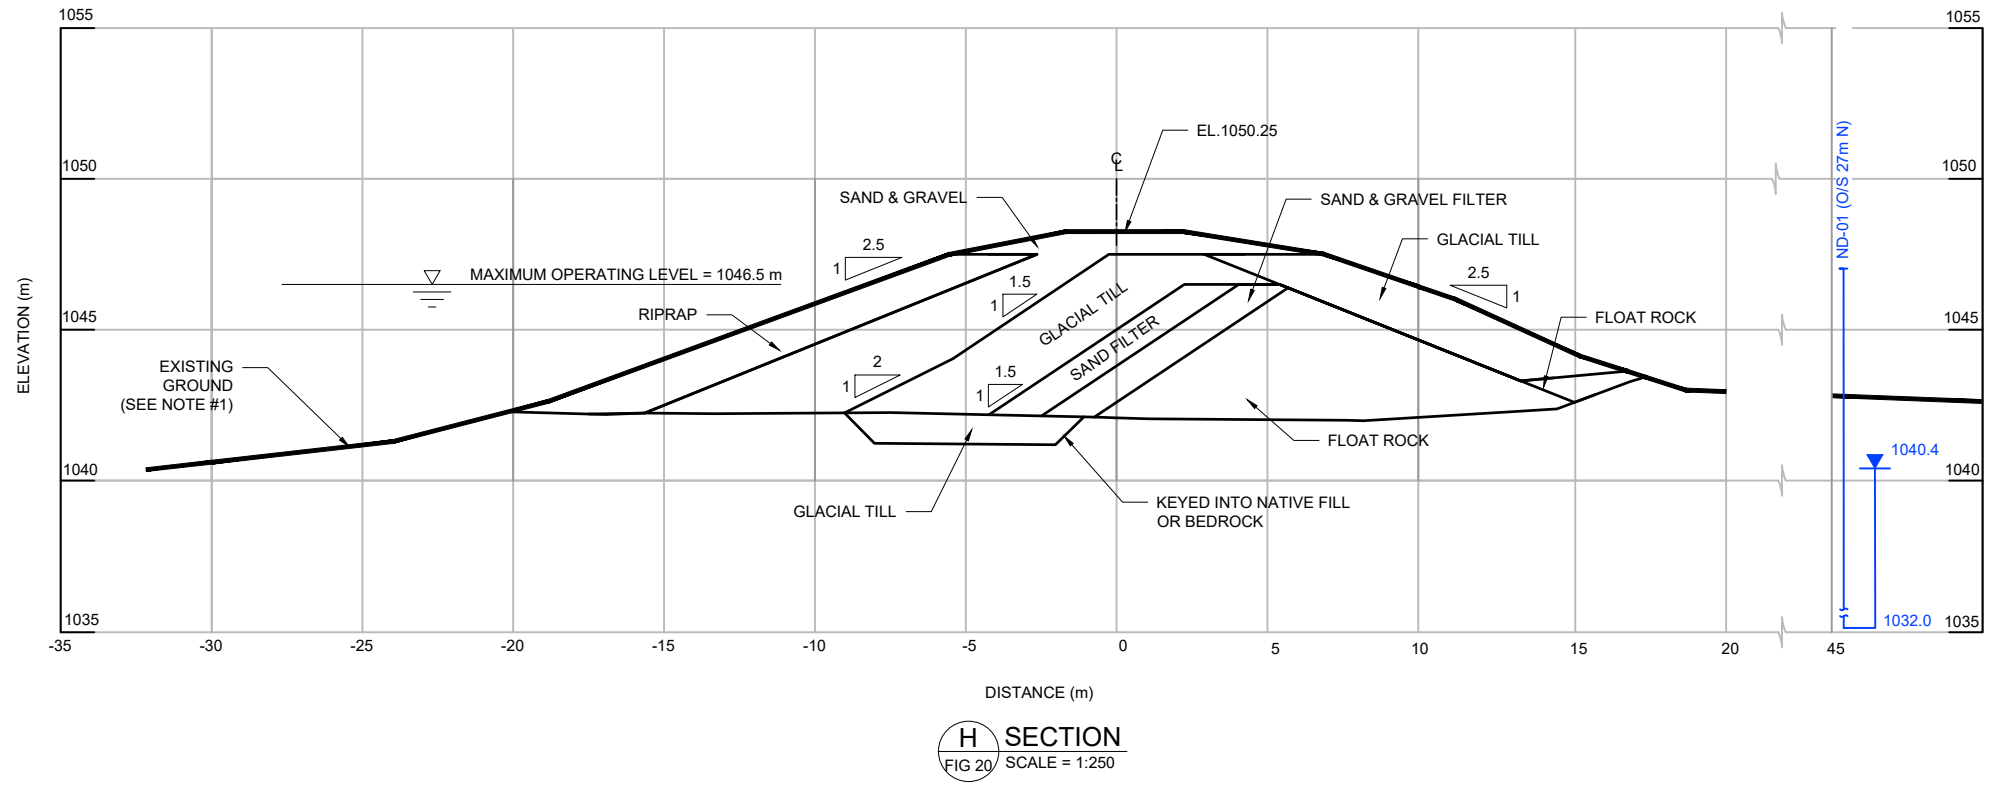 1055
1055
EL.1050.25
1050
1050
C
L
SAND & GRAVEL
SAND & GRAVEL FILTER
GLACIAL TILL
2.5
1
MAXIMUM OPERATING LEVEL = 1046.5 m
1.5
1
2.5
1
GLACIAL TILL
ND-01 (O/S 27m N)
ELEVATION (m)
RIPRAP
FLOAT ROCK
1045
1045
SAND FILTER
EXISTING
GROUND
(SEE NOTE #1)
2
1
1.5
1
FLOAT ROCK
1040.4
1040
1040
GLACIAL TILL
KEYED INTO NATIVE FILL
OR BEDROCK
1035
1032.0
1035
-35 -30 -25 -20 -15 -10 -5 0 5 10 15 20 45
DISTANCE (m)
H SECTION
FIG 20 SCALE = 1:250